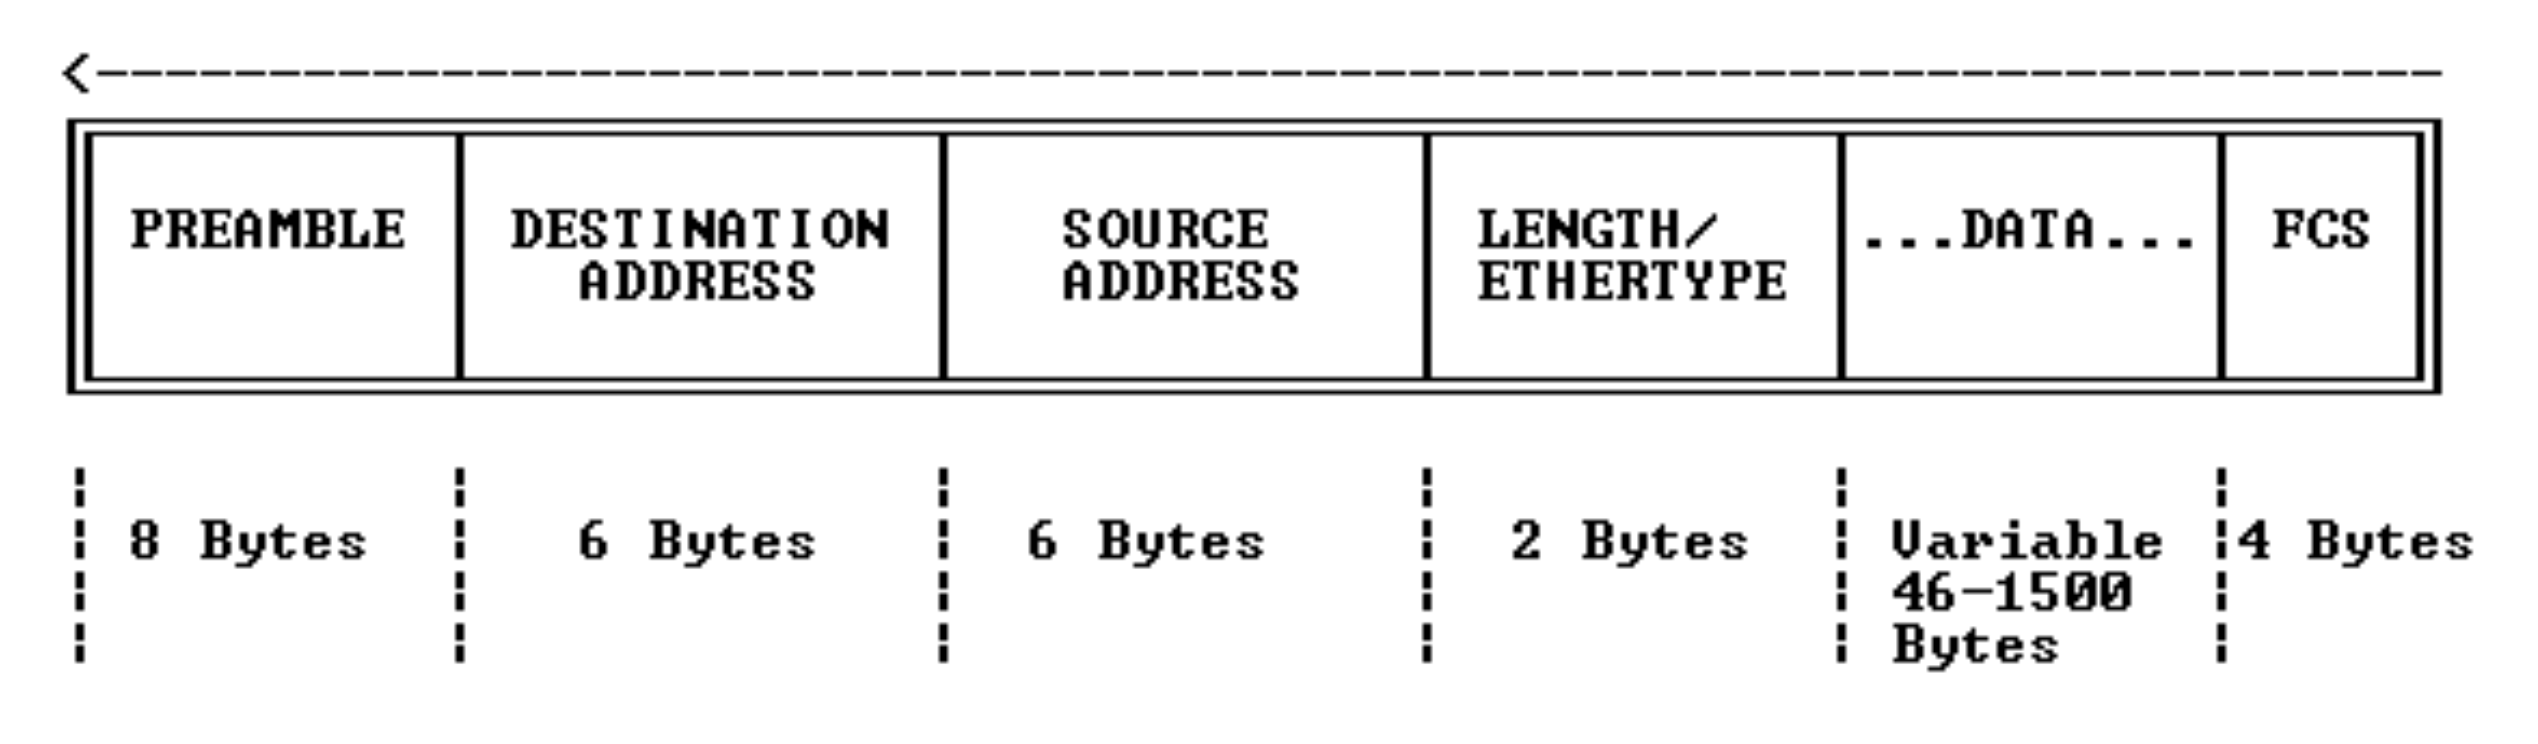 PREAMBLE
DESTINATION
ADDRESS
SOURCE
ADDRESS
LENGTH/
ETHERTYPE
...DATA...
FCS
8 Bytes
6 Bytes
6 Bytes
2 Bytes
Variable
46-1500
Bytes
4 Bytes